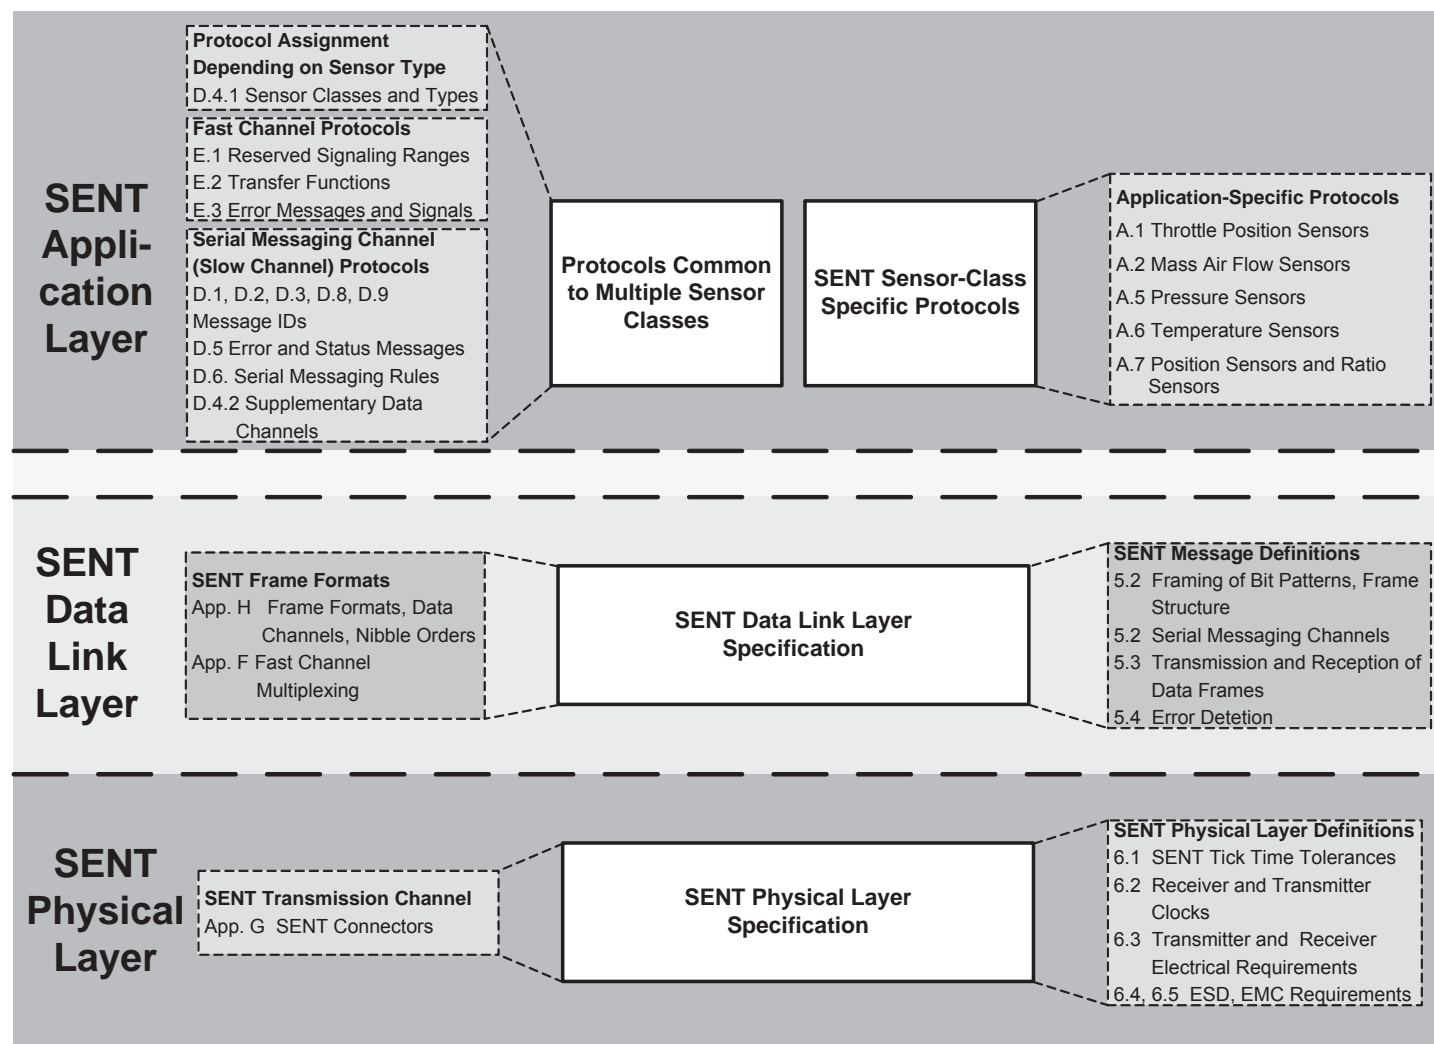 SENT
Appli-
cation
Layer
Protocol Assignment
Depending on Sensor Type
D.4.1 Sensor Classes and Types
Fast Channel Protocols
E.1 Reserved Signaling Ranges
E.2 Transfer Functions
E.3 Error Messages and Signals
Serial Messaging Channel
(Slow Channel) Protocols
D.1, D.2, D.3, D.8, D.9
Message IDs
D.5 Error and Status Messages
D.6. Serial Messaging Rules
D.4.2 Supplementary Data
Channels
Protocols Common
to Multiple Sensor
Classes
SENT Sensor-Class
Specific Protocols
Application-Specific Protocols
A.1 Throttle Position Sensors
A.2 Mass Air Flow Sensors
A.5 Pressure Sensors
A.6 Temperature Sensors
A.7 Position Sensors and Ratio
Sensors
SENT
Data
Link
Layer
SENT Frame Formats
App. H Frame Formats, Data
Channels, Nibble Orders
App. F Fast Channel
Multiplexing
SENT Data Link Layer
Specification
SENT Message Definitions
5.2 Framing of Bit Patterns, Frame
Structure
5.2 Serial Messaging Channels
5.3 Transmission and Reception of
Data Frames
5.4 Error Detetion
SENT
Physical
Layer
SENT Transmission Channel
App. G SENT Connectors
SENT Physical Layer
Specification
SENT Physical Layer Definitions
6.1 SENT Tick Time Tolerances
6.2 Receiver and Transmitter
Clocks
6.3 Transmitter and Receiver
Electrical Requirements
6.4, 6.5 ESD, EMC Requirements